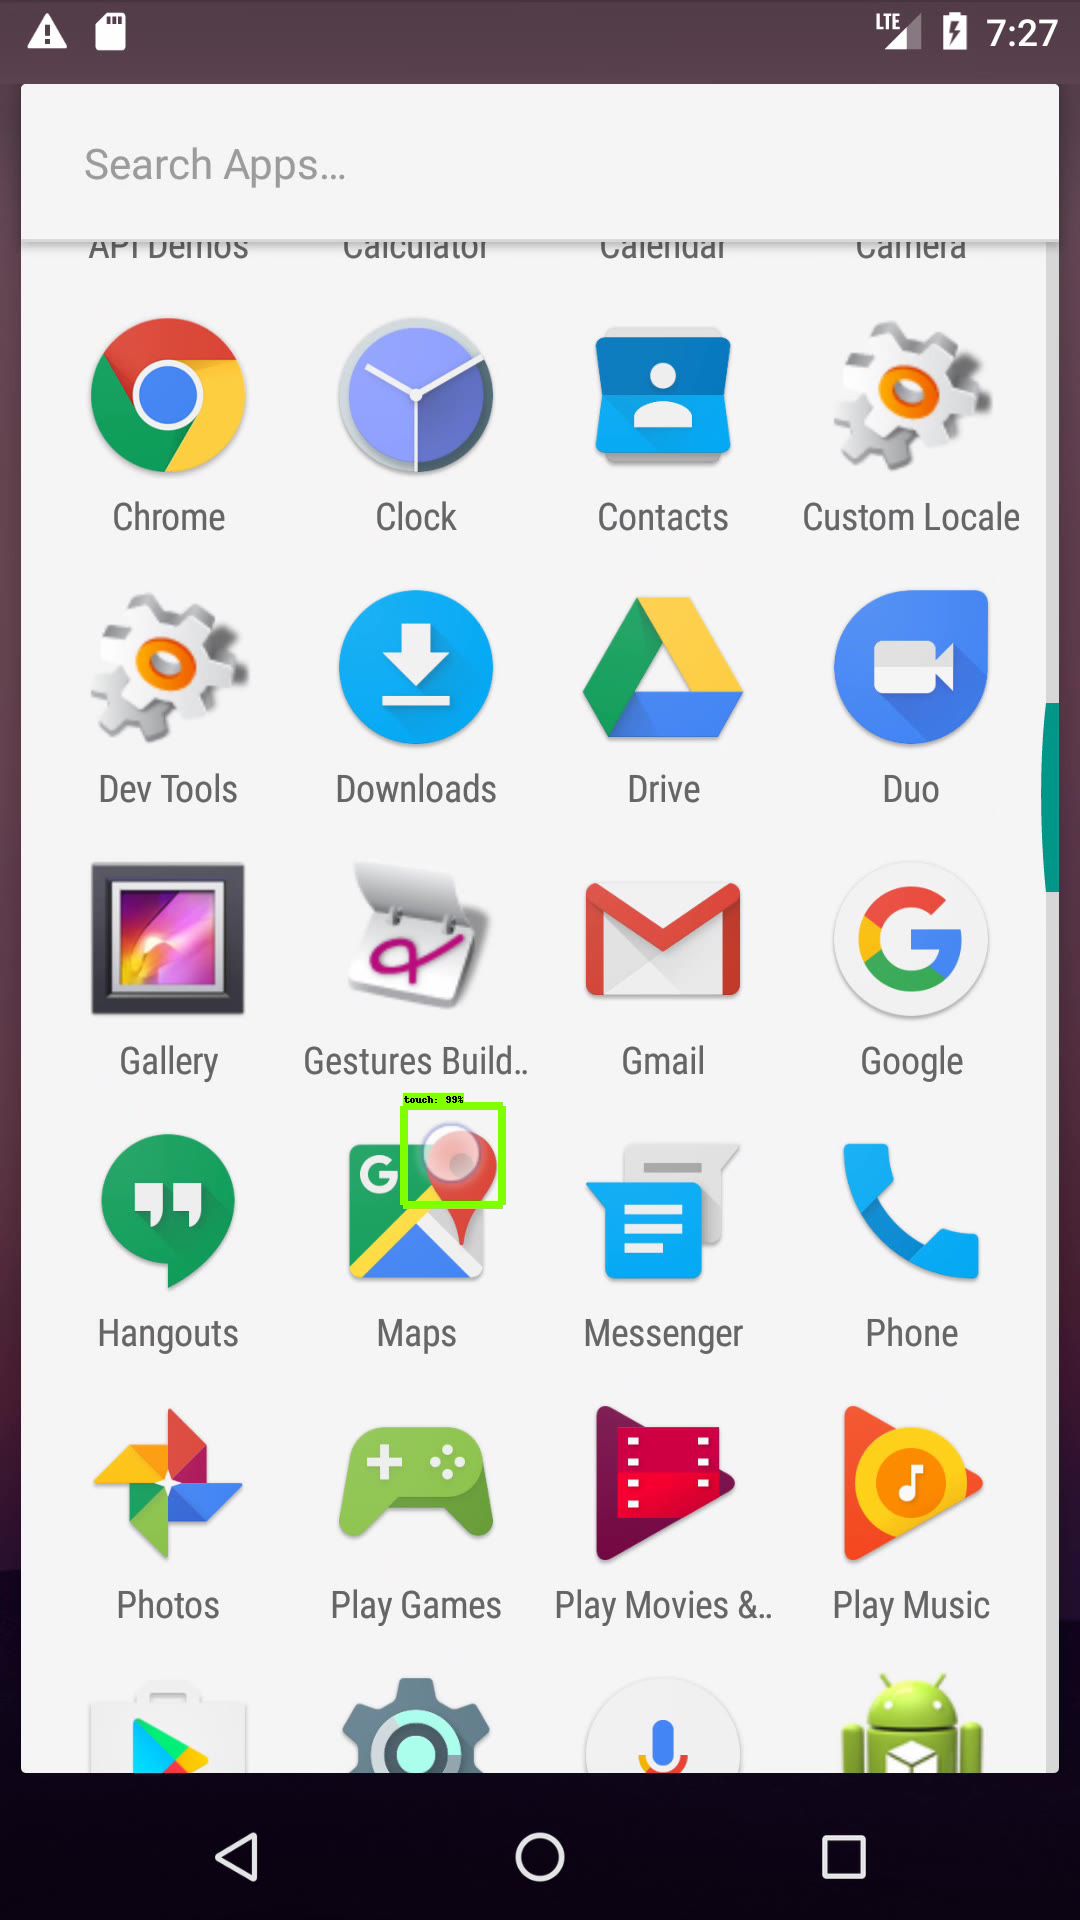 LTE 7:27
Search Apps...
API Demos Calculator Calendar Camera
Chrome Clock Contacts Custom Locale
Dev Tools Downloads Drive Duo
Gallery Gestures Build.. Gmail Google
touch: 99%
G
Hangouts Maps Messenger Phone
Photos Play Games Play Movies &.. Play Music